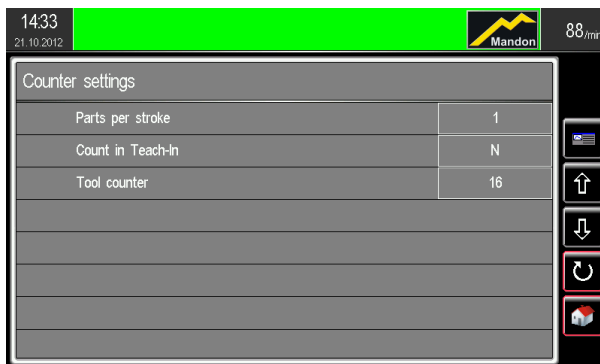 14:33
21.10.2012
Mandon
88/min
Counter settings
Parts per stroke 1
Count in Teach-In N
Tool counter 16